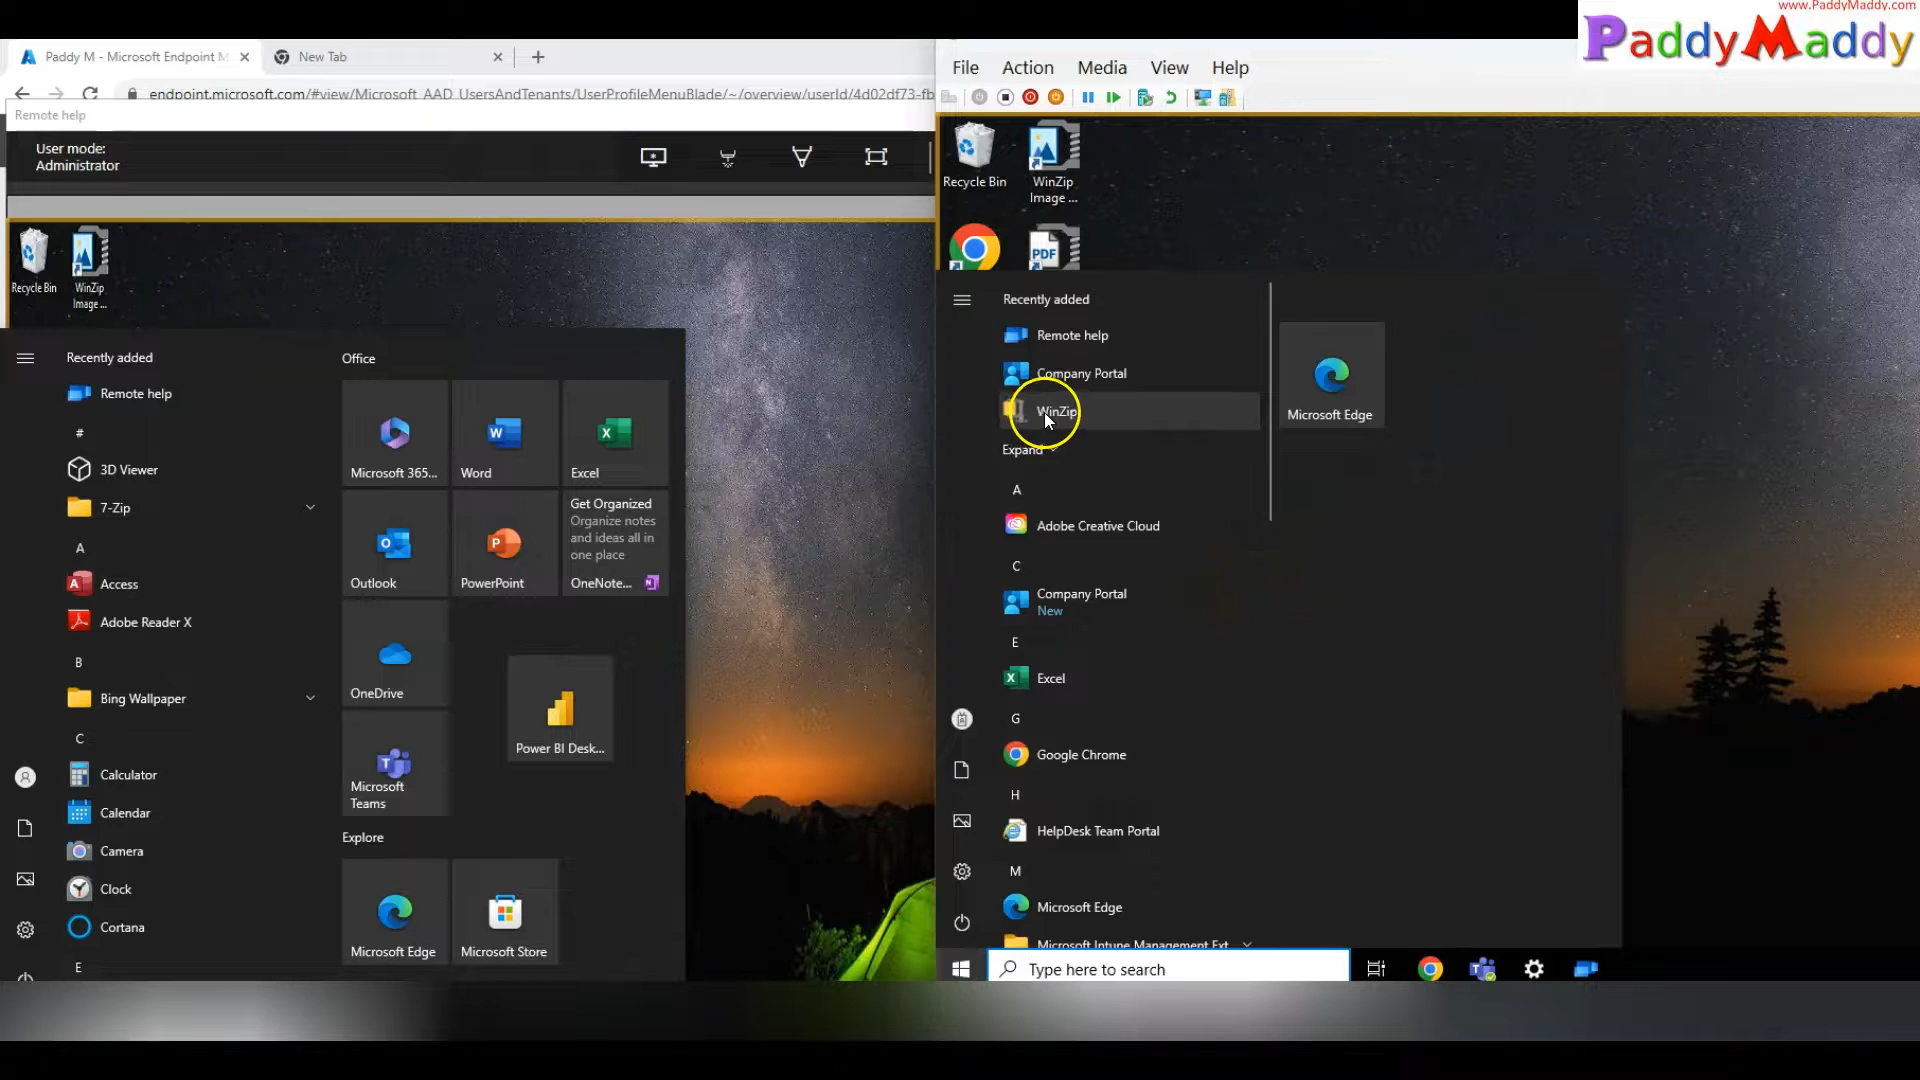 www.PaddyMaddy.com
PaddyMaddy
Paddy M - Microsoft Endpoint M
New Tab
endpoint.microsoft.com/#view/Microsoft_AAD_UsersAndTenants/UserProfileMenuBlade/~/overview/userId/4d02df73-fb
Remote help
User mode:
Administrator
Recycle Bin
WinZip
Image ...
Recently added
Remote help
#
3D Viewer
7-Zip
A
Access
Adobe Reader X
B
Bing Wallpaper
C
Calculator
Calendar
Camera
Clock
Cortana
E
Office
Microsoft 365...
Word
Excel
Outlook
PowerPoint
Get Organized
Organize notes
and ideas all in
one place
OneNote...
OneDrive
Power BI Desk...
Microsoft
Teams
Explore
Microsoft Edge
Microsoft Store
File
Action
Media
View
Help
Recycle Bin
WinZip
Image ...
PDF
Recently added
Remote help
Company Portal
WinZip
Expand
A
Adobe Creative Cloud
C
Company Portal
New
E
Excel
G
Google Chrome
H
HelpDesk Team Portal
M
Microsoft Edge
Microsoft Intune Management Ext
Microsoft Edge
Type here to search